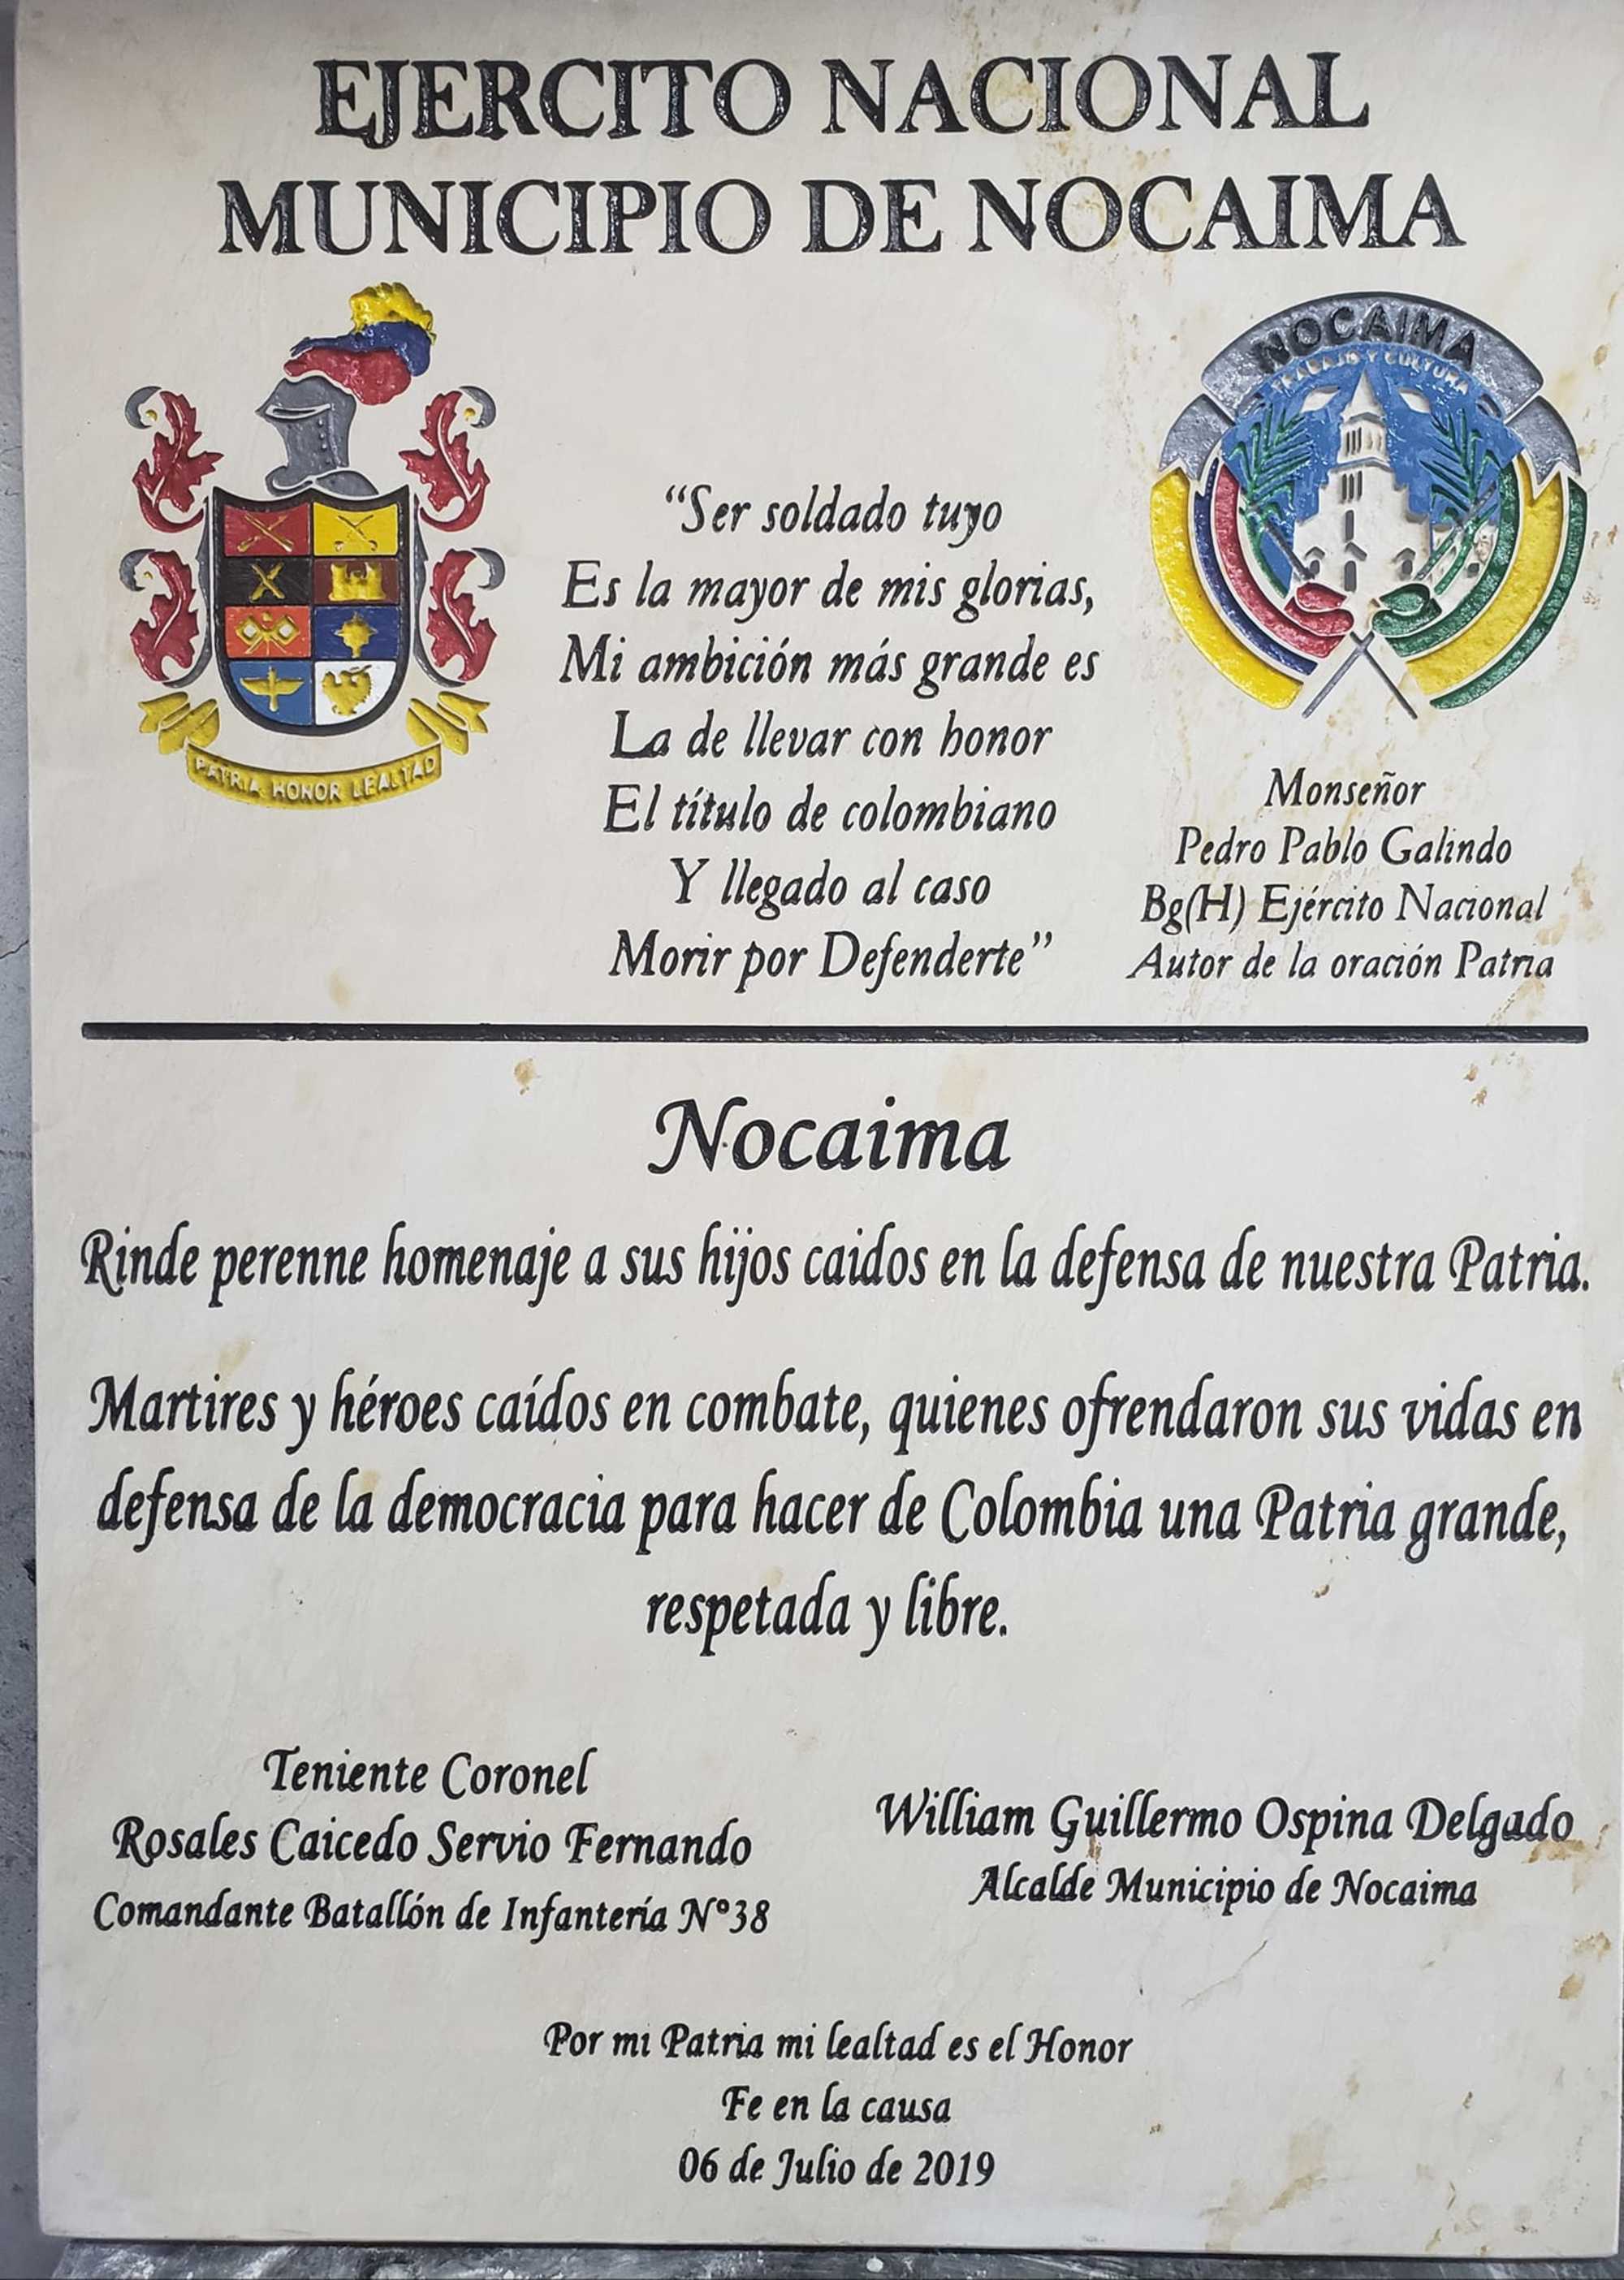 EJERCITO NACIONAL
MUNICIPIO DE NOCAIMA
NOCAIMA
TRABAJO Y CULTURA
PATRIA HONOR LEALTAD
“Ser soldado tuyo
Es la mayor de mis glorias,
Mi ambición más grande es
La de llevar con honor
El título de colombiano
Y llegado al caso
Morir por Defenderte”
Monseñor
Pedro Pablo Galindo
Bg(H) Ejército Nacional
Autor de la oración Patria
Nocaima
Rinde perenne homenaje a sus hijos caidos en la defensa de nuestra Patria.
Martires y héroes caídos en combate, quienes ofrendaron sus vidas en
defensa de la democracia para hacer de Colombia una Patria grande,
respetada y libre.
Teniente Coronel
Rosales Caicedo Servio Fernando
Comandante Batallón de Infantería N°38
William Guillermo Ospina Delgado
Alcalde Municipio de Nocaima
Por mi Patria mi lealtad es el Honor
Fe en la causa
06 de Julio de 2019